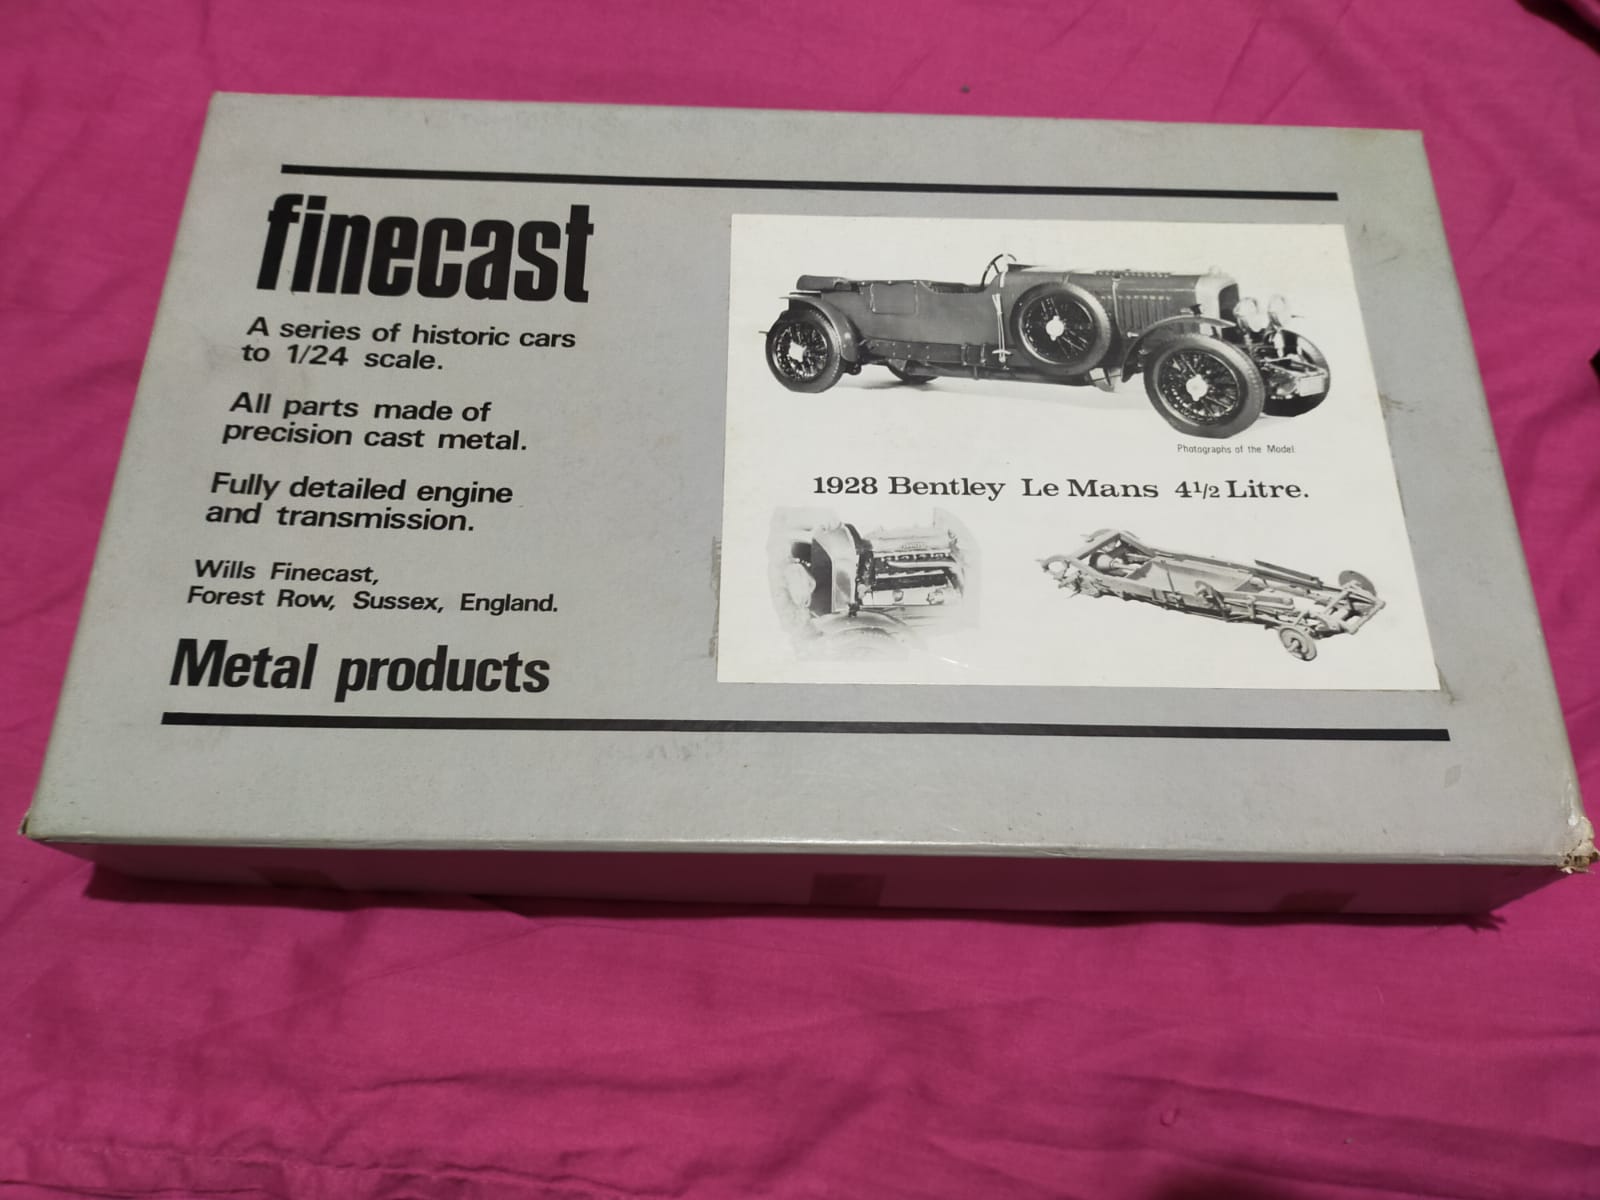 finecast
A series of historic cars
to 1/24 scale.
All parts made of
precision cast metal.
Fully detailed engine
and transmission.
Wills Finecast,
Forest Row, Sussex, England.
Metal products
Photographs of the Model
1928 Bentley Le Mans 4 1/2 Litre.